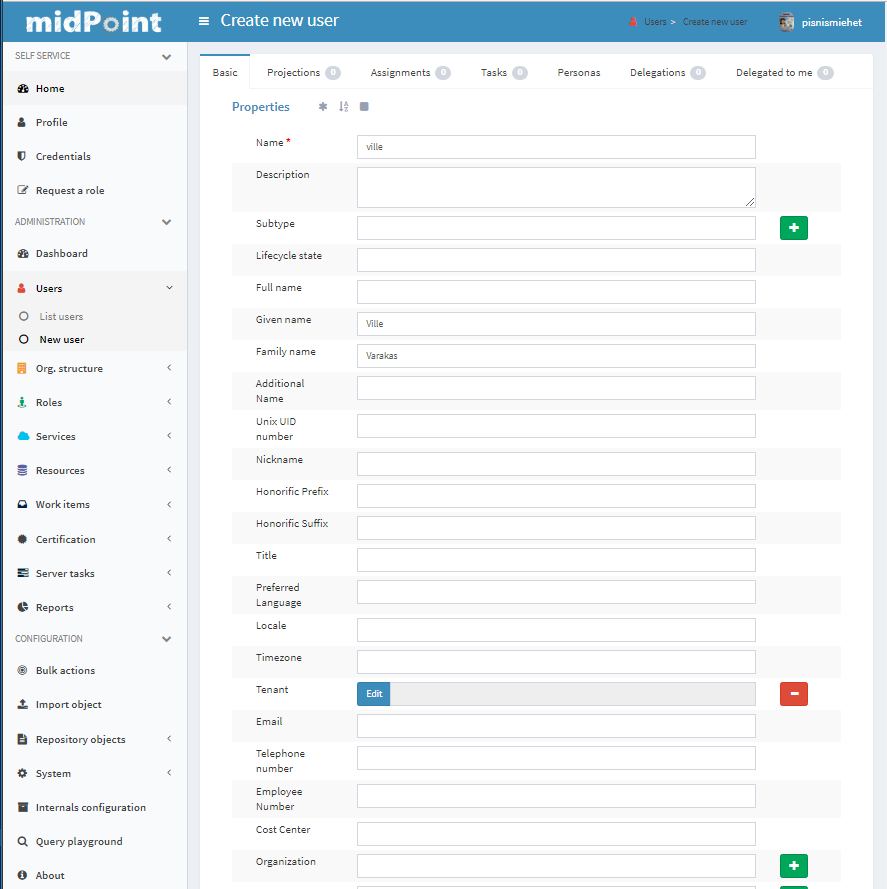 midPoint
Create new user
Users > Create new user
pisnismiehet
SELF SERVICE
Home
Profile
Credentials
Request a role
ADMINISTRATION
Dashboard
Users
List users
New user
Org. structure
Roles
Services
Resources
Work items
Certification
Server tasks
Reports
CONFIGURATION
Bulk actions
Import object
Repository objects
System
Internals configuration
Query playground
About
Basic
Projections 0
Assignments 0
Tasks 0
Personas
Delegations 0
Delegated to me 0
Properties
Name * ville
Description
Subtype
Lifecycle state
Full name
Given name Ville
Family name Varakas
Additional
Name
Unix UID
number
Nickname
Honorific Prefix
Honorific Suffix
Title
Preferred
Language
Locale
Timezone
Tenant Edit
Email
Telephone
number
Employee
Number
Cost Center
Organization